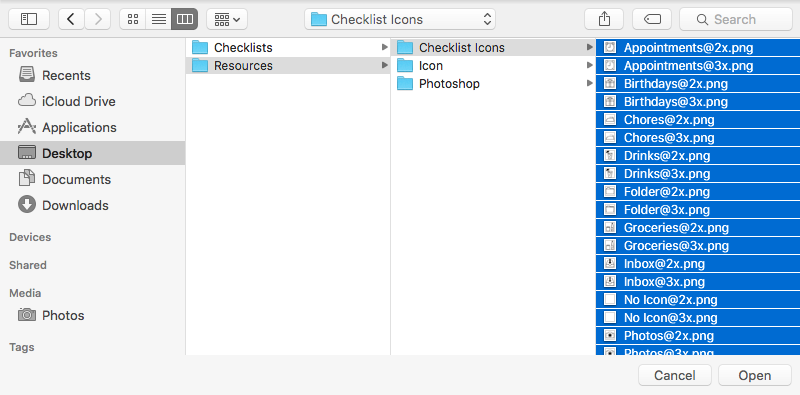 Checklist Icons
Search
Favorites
Recents
iCloud Drive
Applications
Desktop
Documents
Downloads
Devices
Shared
Media
Photos
Tags
Checklists
Resources
Checklist Icons
Icon
Photoshop
Appointments@2x.png
Appointments@3x.png
Birthdays@2x.png
Birthdays@3x.png
Chores@2x.png
Chores@3x.png
Drinks@2x.png
Drinks@3x.png
Folder@2x.png
Folder@3x.png
Groceries@2x.png
Groceries@3x.png
Inbox@2x.png
Inbox@3x.png
No Icon@2x.png
No Icon@3x.png
Photos@2x.png
Photos@3x.png
Cancel
Open